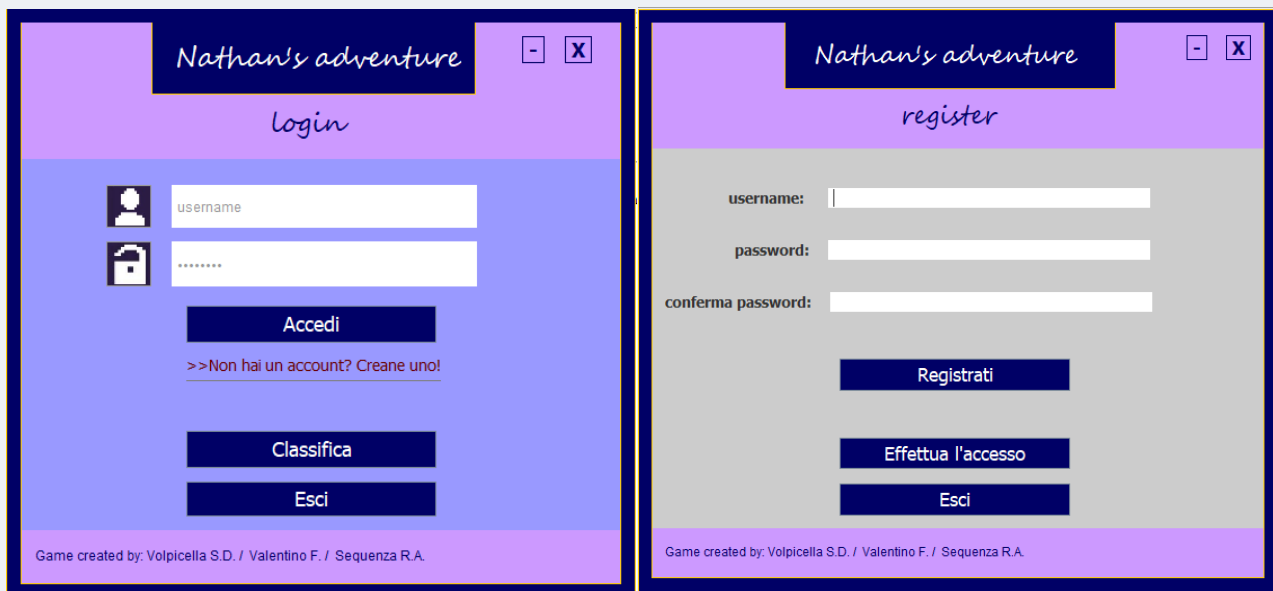 Nathan's adventure
- X
login
username
••••••••
Accedi
>>Non hai un account? Creane uno!
Classifica
Esci
Game created by: Volpicella S.D. / Valentino F. / Sequenza R.A.
Nathan's adventure
- X
register
username:
password:
conferma password:
Registrati
Effettua l'accesso
Esci
Game created by: Volpicella S.D. / Valentino F. / Sequenza R.A.